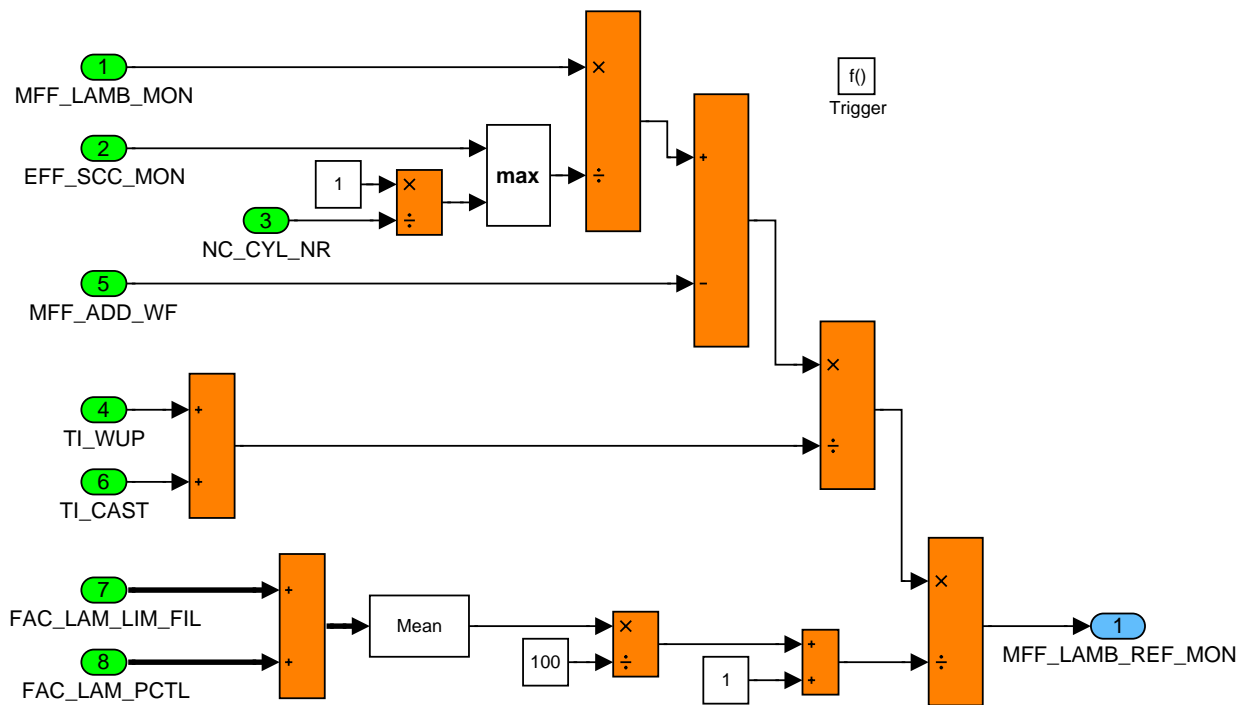 1
×
f()
MFF_LAMB_MON
Trigger
2
max
+
EFF_SCC_MON
1
×
÷
3
÷
NC_CYL_NR
5
−
MFF_ADD_WF
×
4
+
TI_WUP
÷
6
+
TI_CAST
7
+
×
FAC_LAM_LIM_FIL
Mean
×
1
+
MFF_LAMB_REF_MON
8
+
100
÷
1
+
÷
FAC_LAM_PCTL